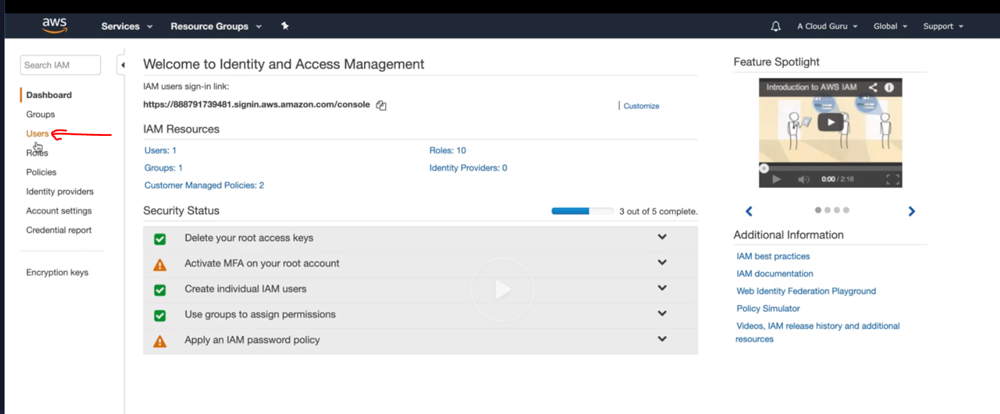 aws
Services
Resource Groups
A Cloud Guru
Global
Support
Search IAM
Dashboard
Groups
Users
Roles
Policies
Identity providers
Account settings
Credential report
Encryption keys
Welcome to Identity and Access Management
IAM users sign-in link:
https://888791739481.signin.aws.amazon.com/console
Customize
IAM Resources
Users: 1
Roles: 10
Groups: 1
Identity Providers: 0
Customer Managed Policies: 2
Security Status
3 out of 5 complete.
Delete your root access keys
Activate MFA on your root account
Create individual IAM users
Use groups to assign permissions
Apply an IAM password policy
Feature Spotlight
Introduction to AWS IAM
0:00 / 2:16
Additional Information
IAM best practices
IAM documentation
Web Identity Federation Playground
Policy Simulator
Videos, IAM release history and additional
resources